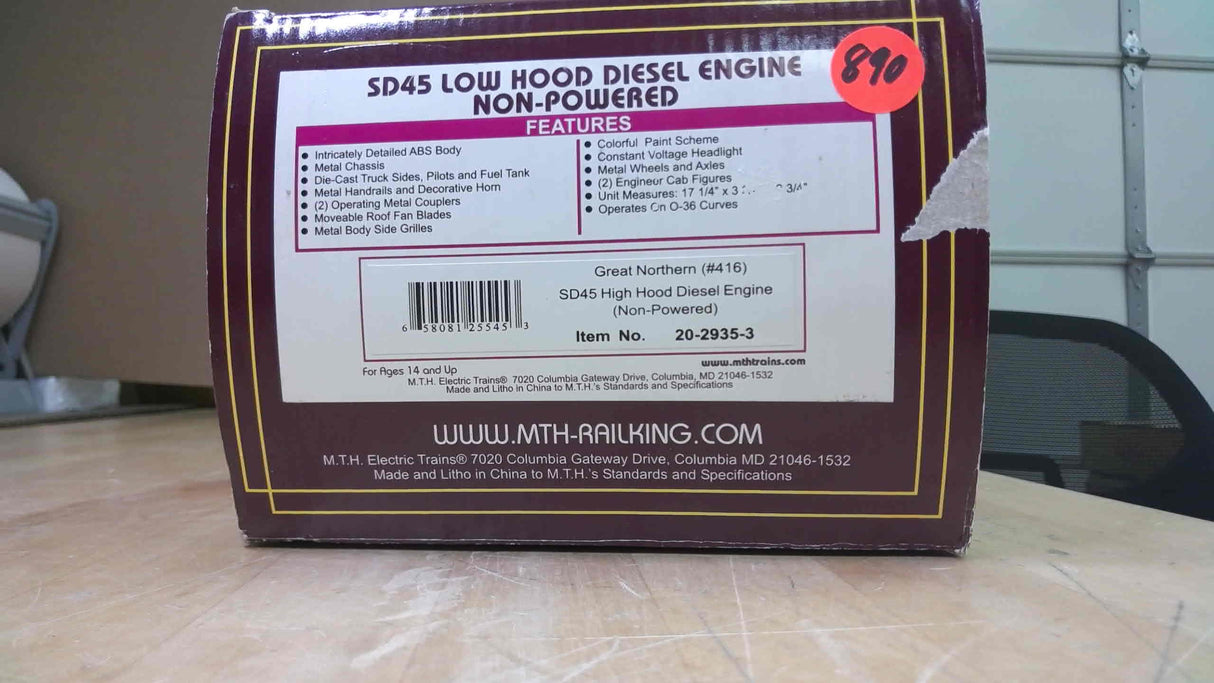 SD45 LOW HOOD DIESEL ENGINE
NON-POWERED
890
FEATURES
• Intricately Detailed ABS Body
• Metal Chassis
• Die-Cast Truck Sides, Pilots and Fuel Tank
• Metal Handrails and Decorative Horn
• (2) Operating Metal Couplers
• Moveable Roof Fan Blades
• Metal Body Side Grilles
• Colorful Paint Scheme
• Constant Voltage Headlight
• Metal Wheels and Axles
• (2) Engineer Cab Figures
• Unit Measures: 17 1/4" x 3 3/4"
• Operates On O-36 Curves
Great Northern (#416)
SD45 High Hood Diesel Engine
(Non-Powered)
Item No. 20-2935-3
6 58081 25545 3
www.mthtrains.com
For Ages 14 and Up
M.T.H. Electric Trains® 7020 Columbia Gateway Drive, Columbia, MD 21046-1532
Made and Litho in China to M.T.H.'s Standards and Specifications
WWW.MTH-RAILKING.COM
M.T.H. Electric Trains® 7020 Columbia Gateway Drive, Columbia MD 21046-1532
Made and Litho in China to M.T.H.'s Standards and Specifications